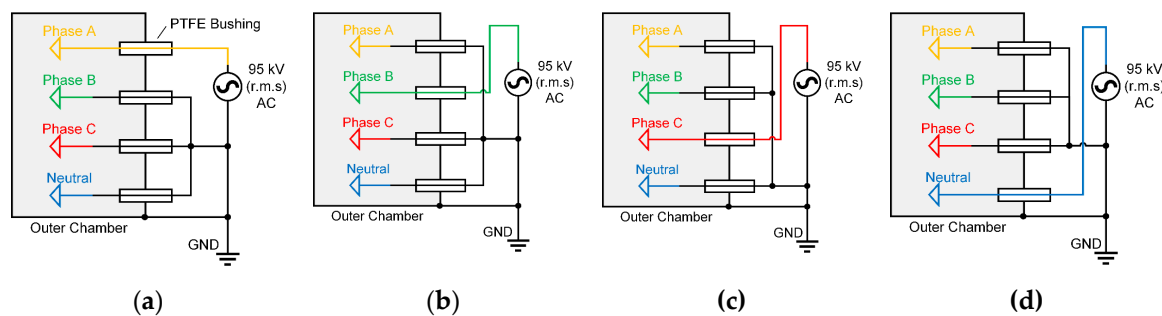 Phase A
PTFE Bushing
Phase B
Phase C
Neutral
95 kV
(r.m.s)
AC
Outer Chamber
GND
(a)
Phase A
Phase B
Phase C
Neutral
95 kV
(r.m.s)
AC
Outer Chamber
GND
(b)
Phase A
Phase B
Phase C
Neutral
95 kV
(r.m.s)
AC
Outer Chamber
GND
(c)
Phase A
Phase B
Phase C
Neutral
95 kV
(r.m.s)
AC
Outer Chamber
GND
(d)